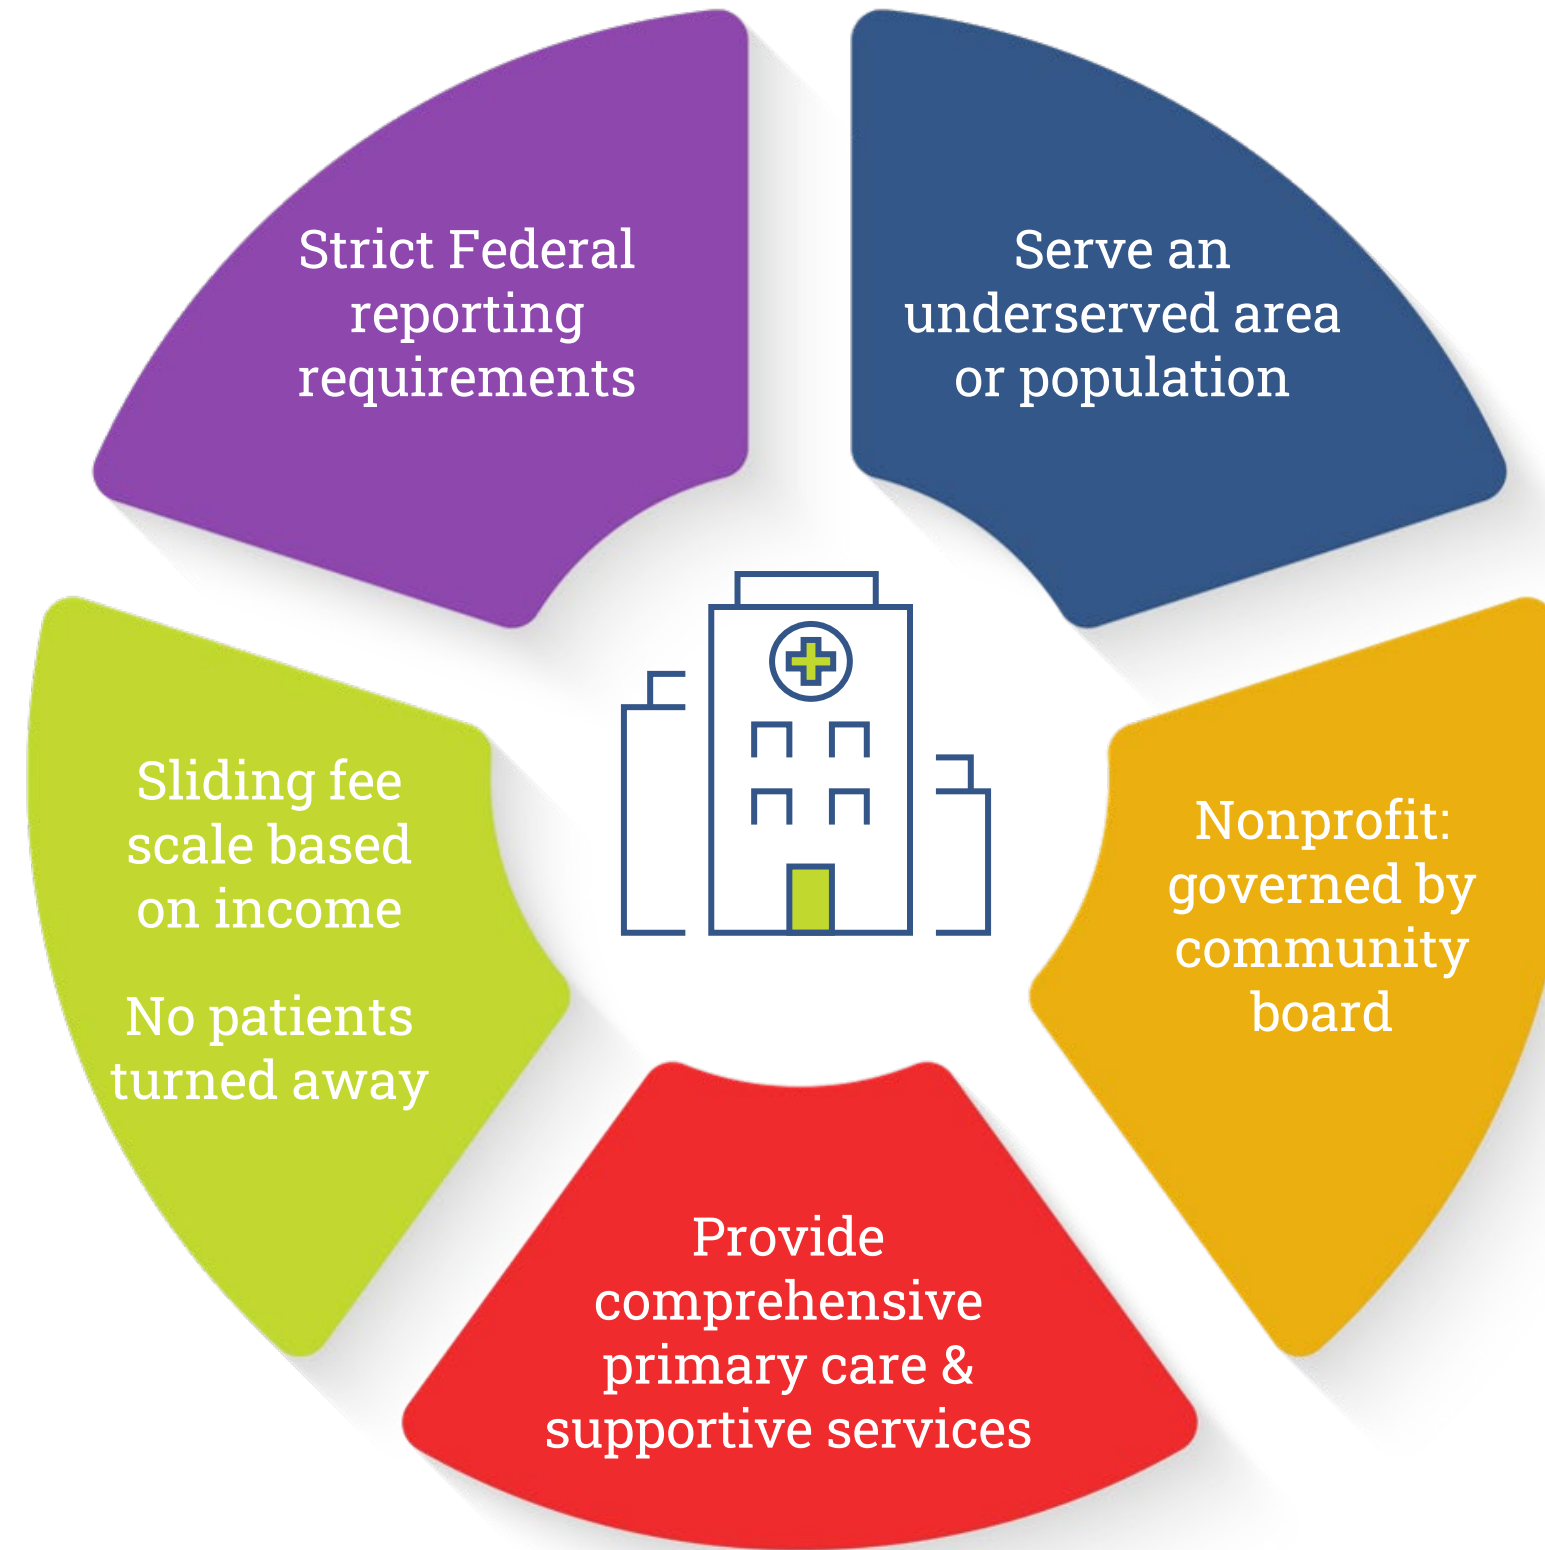 Strict Federal
reporting
requirements
Serve an
underserved area
or population
Sliding fee
scale based
on income
No patients
turned away
Nonprofit:
governed by
community
board
Provide
comprehensive
primary care &
supportive services